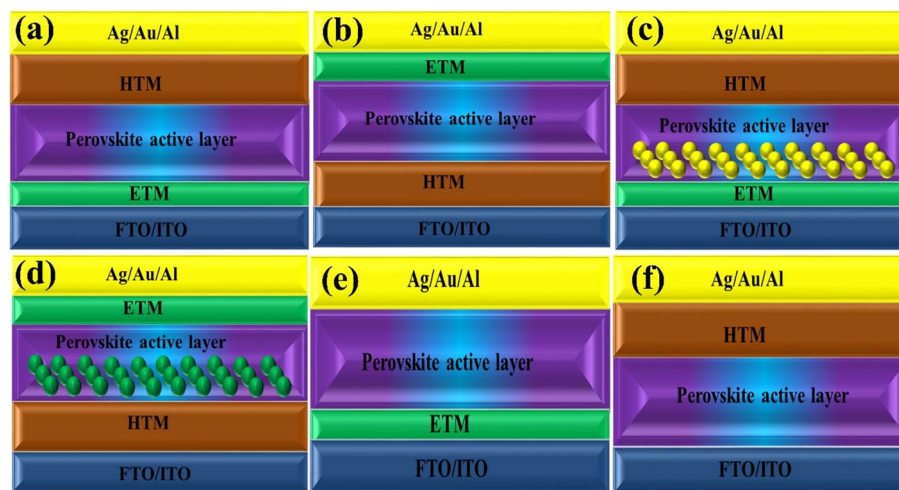 (a)
Ag/Au/Al
HTM
Perovskite active layer
ETM
FTO/ITO
(b)
Ag/Au/Al
ETM
Perovskite active layer
HTM
FTO/ITO
(c)
Ag/Au/Al
HTM
Perovskite active layer
ETM
FTO/ITO
(d)
Ag/Au/Al
ETM
Perovskite active layer
HTM
FTO/ITO
(e)
Ag/Au/Al
Perovskite active layer
ETM
FTO/ITO
(f)
Ag/Au/Al
HTM
Perovskite active layer
FTO/ITO